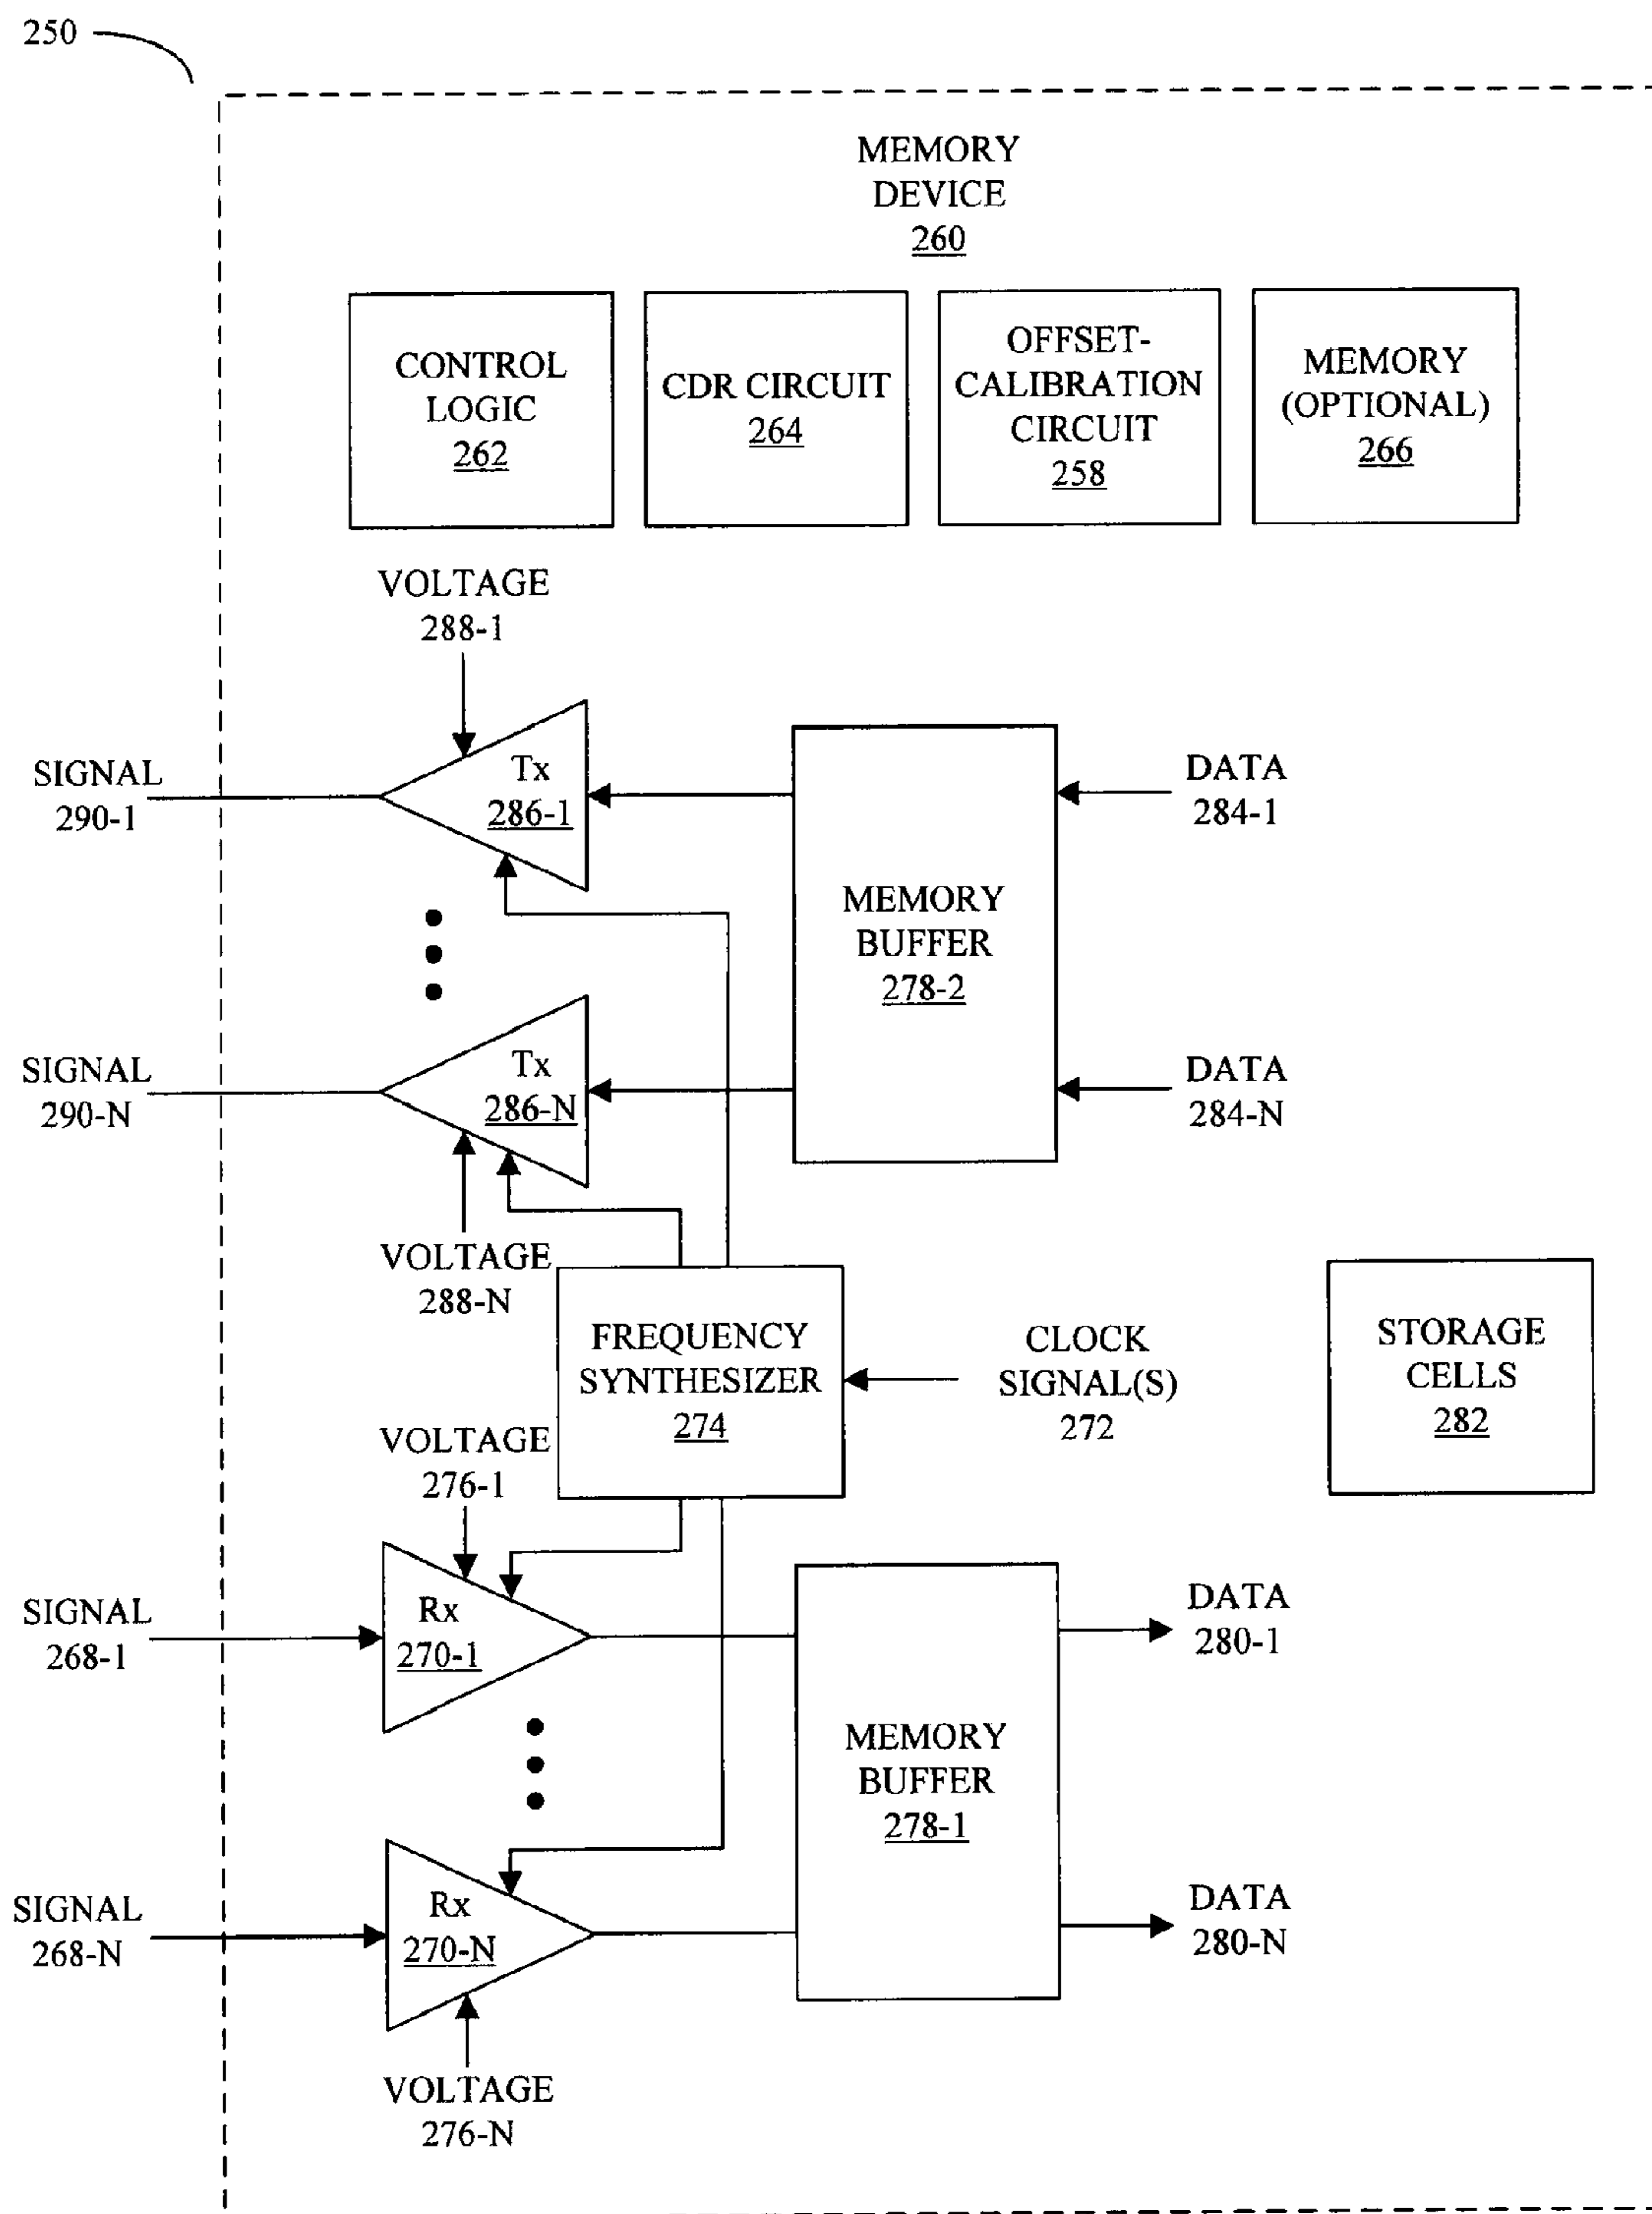 250
MEMORY
DEVICE
260
CONTROL
LOGIC
262
CDR CIRCUIT
264
OFFSET-
CALIBRATION
CIRCUIT
258
MEMORY
(OPTIONAL)
266
VOLTAGE
288-1
SIGNAL
290-1
Tx
286-1
DATA
284-1
MEMORY
BUFFER
278-2
SIGNAL
290-N
Tx
286-N
DATA
284-N
VOLTAGE
288-N
FREQUENCY
SYNTHESIZER
274
CLOCK
SIGNAL(S)
272
STORAGE
CELLS
282
VOLTAGE
276-1
SIGNAL
268-1
Rx
270-1
DATA
280-1
MEMORY
BUFFER
278-1
SIGNAL
268-N
Rx
270-N
DATA
280-N
VOLTAGE
276-N